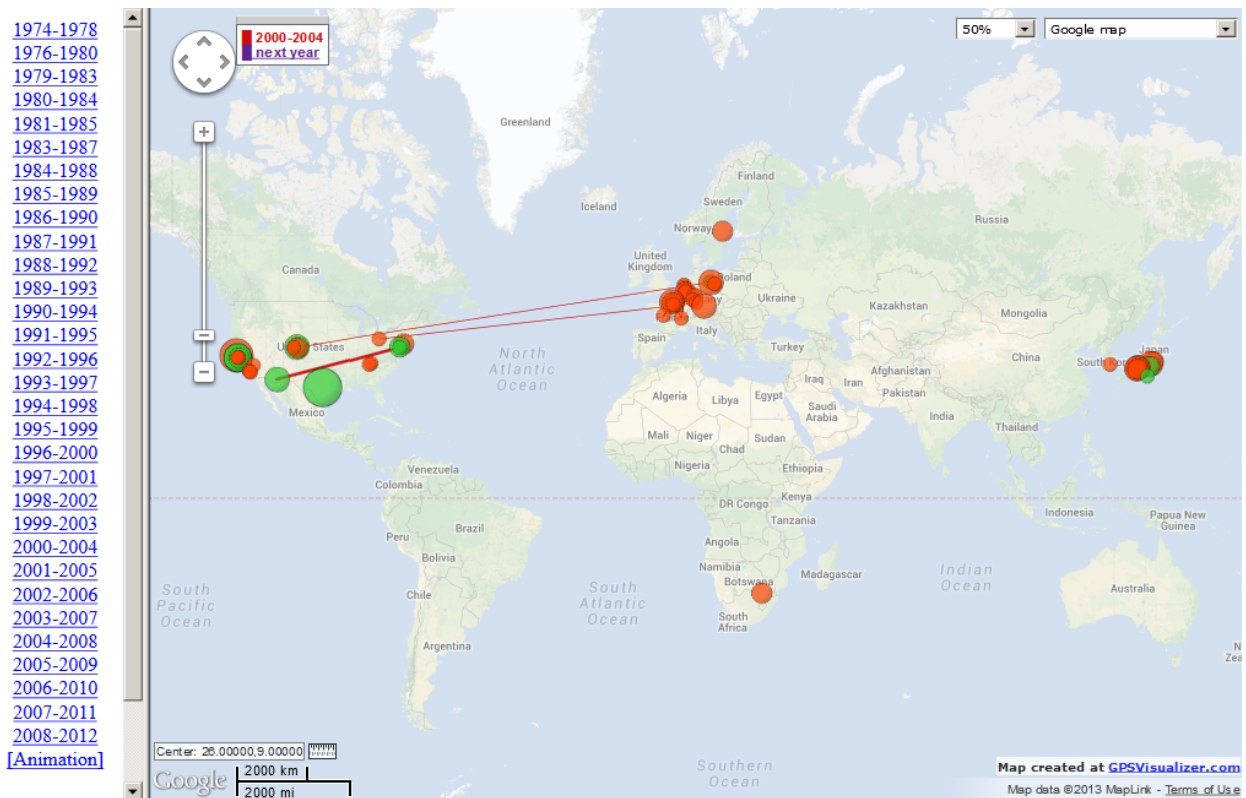 1974-1978
1976-1980
1979-1983
1980-1984
1981-1985
1983-1987
1984-1988
1985-1989
1986-1990
1987-1991
1988-1992
1989-1993
1990-1994
1991-1995
1992-1996
1993-1997
1994-1998
1995-1999
1996-2000
1997-2001
1998-2002
1999-2003
2000-2004
2001-2005
2002-2006
2003-2007
2004-2008
2005-2009
2006-2010
2007-2011
2008-2012
[Animation]
2000-2004
next year
50%
Google map
Greenland
Iceland
Finland
Sweden
Norway
Russia
United
Kingdom
Canada
Poland
Ukraine
Kazakhstan
Mongolia
Italy
Spain
Turkey
North
Atlantic
Ocean
China
Japan
Afghanistan
Iraq
Iran
Pakistan
Algeria
Libya
Egypt
Saudi
Arabia
India
Mexico
Mali
Niger
Chad
Sudan
Thailand
Nigeria
Ethiopia
Venezuela
Colombia
DR Congo
Kenya
Tanzania
Indonesia
Papua New
Guinea
Brazil
Peru
Bolivia
Angola
Namibia
Botswana
Madagascar
Indian
Ocean
Australia
South
Pacific
Ocean
Chile
South
Atlantic
Ocean
South
Africa
Argentina
Center: 26.00000,9.00000
Google
2000 km
2000 mi
Southern
Ocean
Map created at GPSVisualizer.com
Map data ©2013 MapLink - Terms of Use